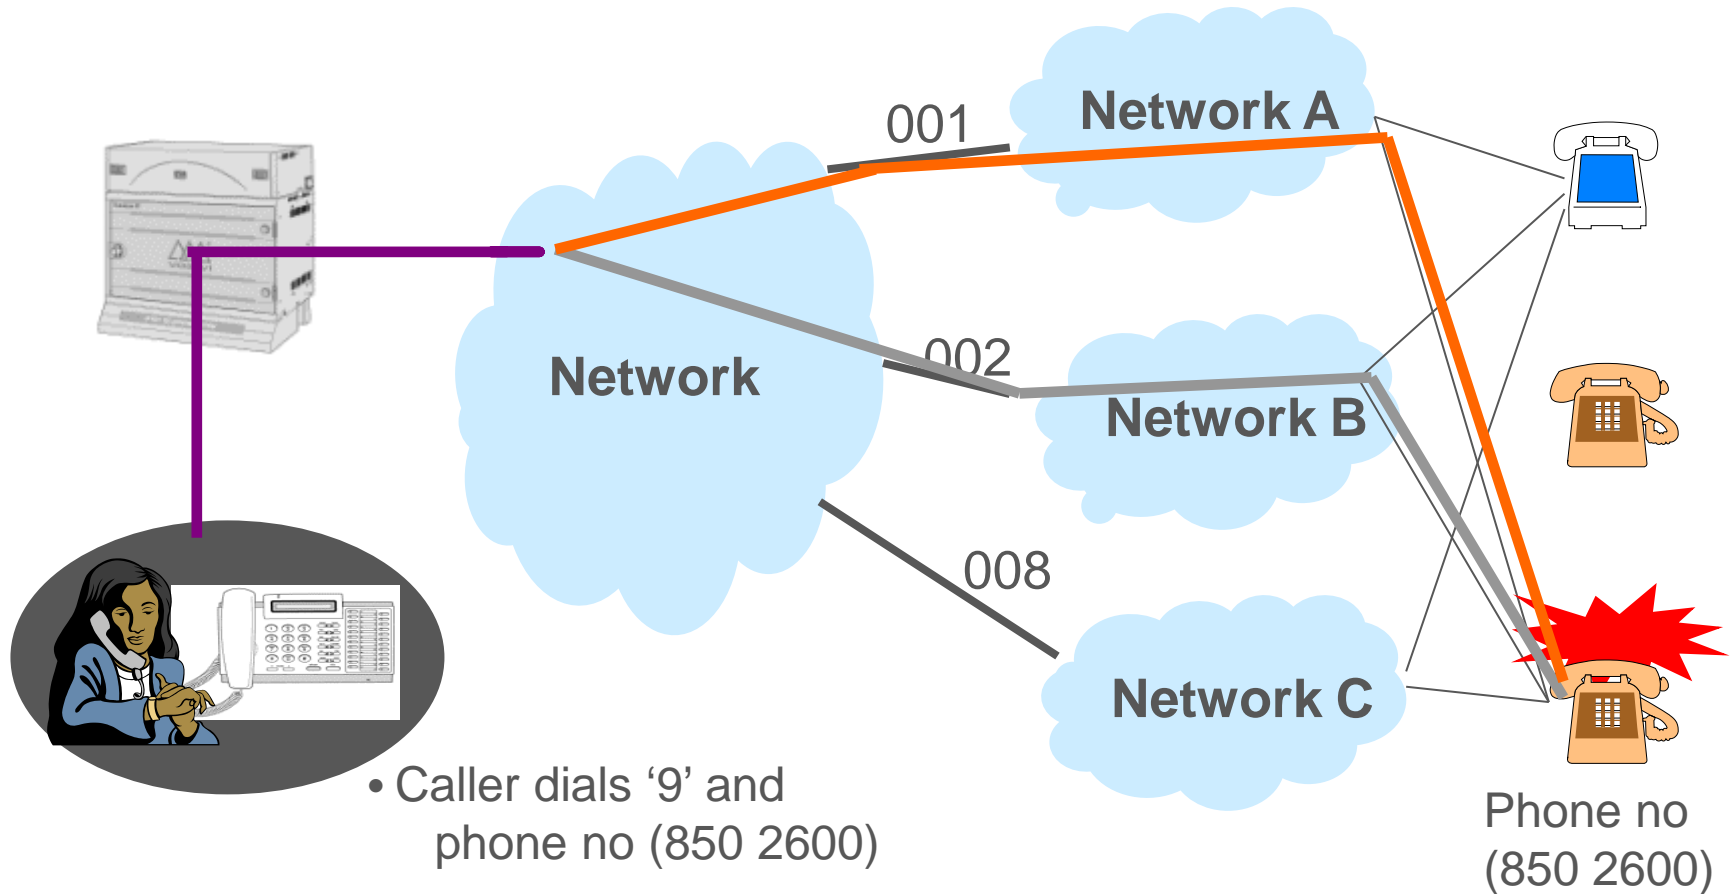 Network A
001
002
Network
Network B
008
Network C
• Caller dials ‘9’ and
phone no (850 2600)
Phone no
(850 2600)